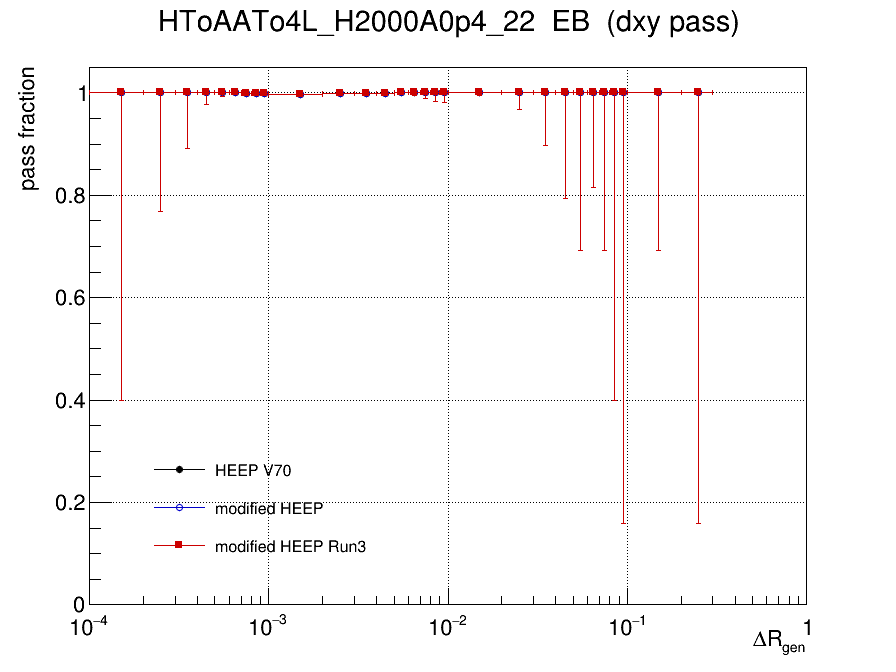 HToAATo4L_H2000A0p4_22 EB (dxy pass)
pass fraction
1
0.8
0.6
0.4
0.2
0
HEEP V70
modified HEEP
modified HEEP Run3
10⁻⁴ 10⁻³ 10⁻² 10⁻¹ 1
ΔR_gen